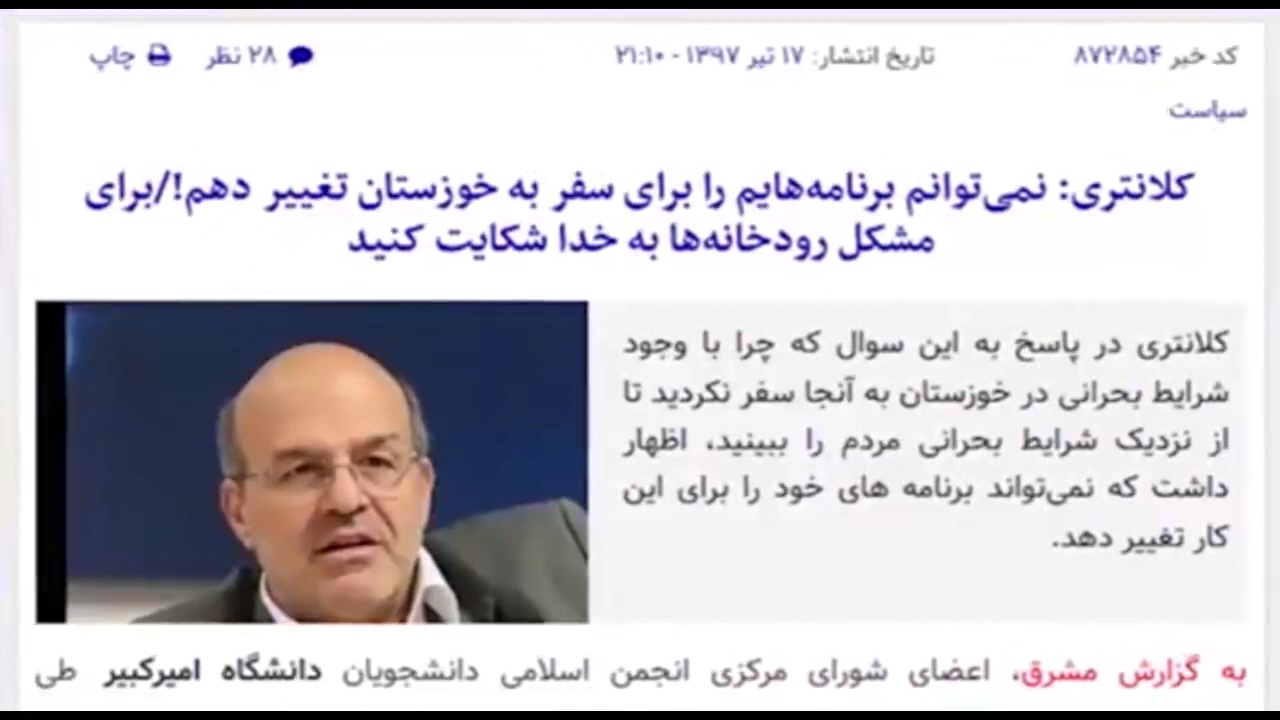 کد خبر ۸۷۲۸۵۴
تاریخ انتشار: ۱۷ تیر ۱۳۹۷ - ۲۱:۱۰
۲۸ نظر
چاپ
سیاست
کلانتری: نمی‌توانم برنامه‌هایم را برای سفر به خوزستان تغییر دهم!/برای
مشکل رودخانه‌ها به خدا شکایت کنید
کلانتری در پاسخ به این سوال که چرا با وجود
شرایط بحرانی در خوزستان به آنجا سفر نکردید تا
از نزدیک شرایط بحرانی مردم را ببینید، اظهار
داشت که نمی‌تواند برنامه های خود را برای این
کار تغییر دهد.
به گزارش مشرق، اعضای شورای مرکزی انجمن اسلامی دانشجویان دانشگاه امیرکبیر طی